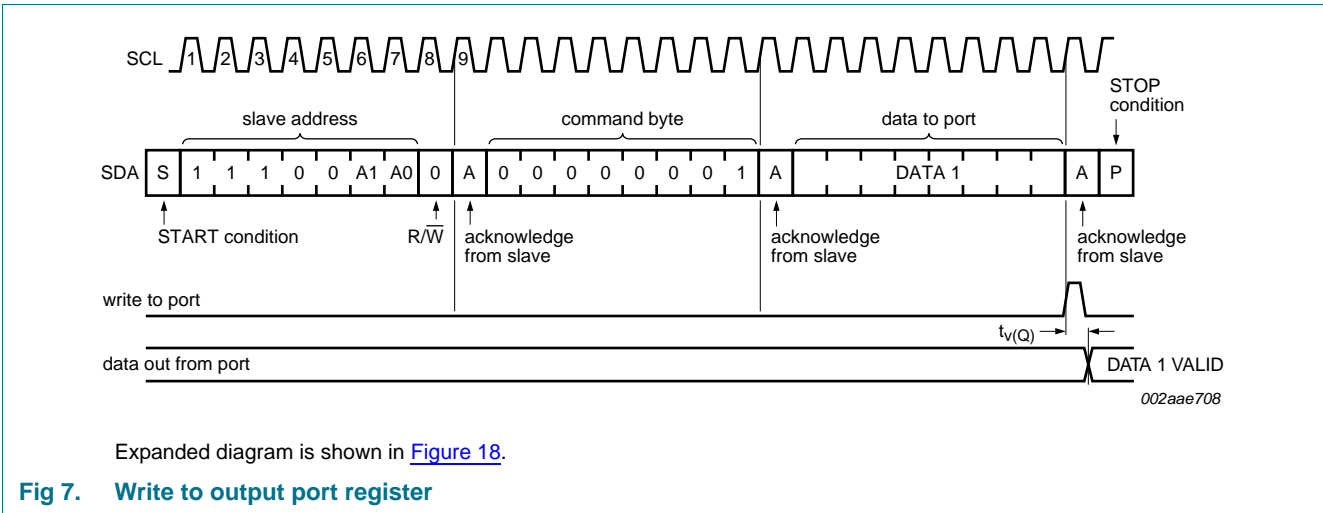 SCL 1 2 3 4 5 6 7 8 9
STOP
condition
slave address command byte data to port
SDA S 1 1 1 0 0 A1 A0 0 A 0 0 0 0 0 0 0 1 A DATA 1 A P
START condition R/W̅ acknowledge
from slave acknowledge
from slave acknowledge
from slave
write to port
tv(Q)
data out from port DATA 1 VALID
002aae708
Expanded diagram is shown in Figure 18.
Fig 7. Write to output port register